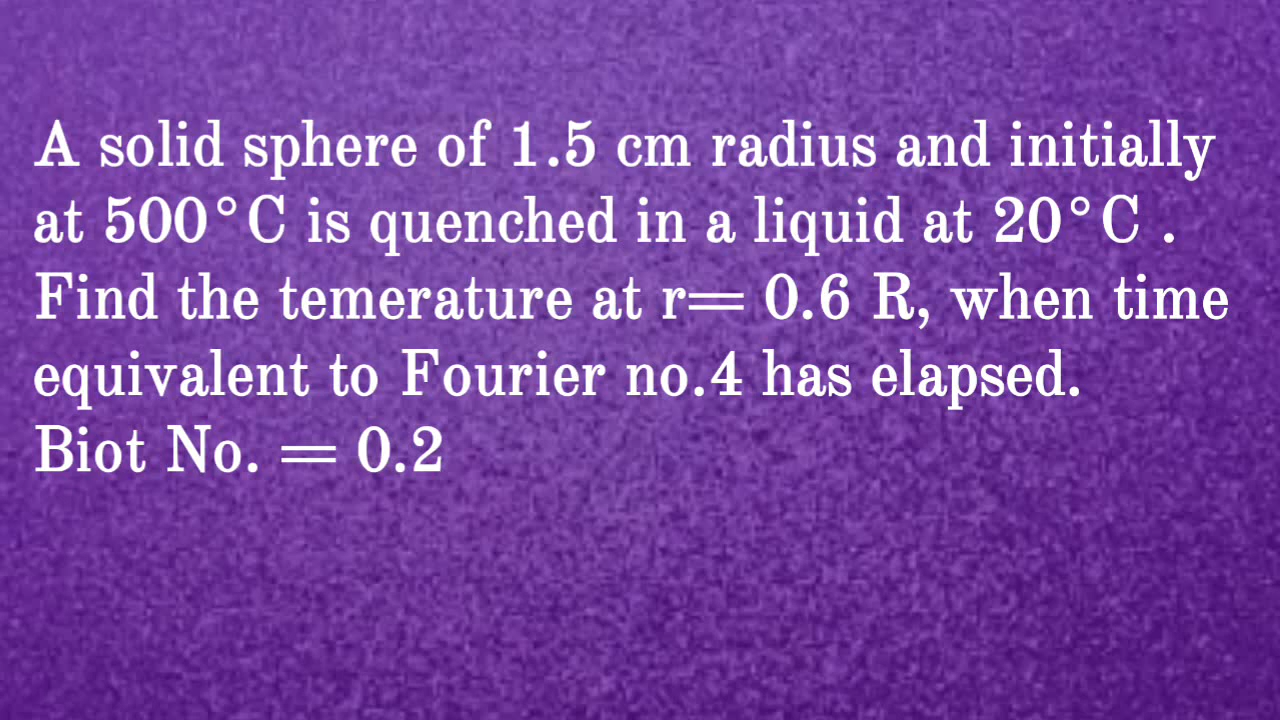 A solid sphere of 1.5 cm radius and initially
at 500°C is quenched in a liquid at 20°C .
Find the temerature at r= 0.6 R, when time
equivalent to Fourier no.4 has elapsed.
Biot No. = 0.2